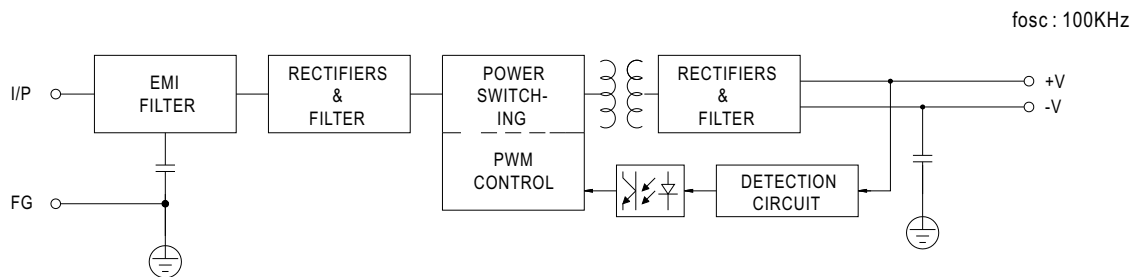 fosc : 100KHz
I/P
EMI
FILTER
RECTIFIERS
&
FILTER
POWER
SWITCH-
ING
RECTIFIERS
&
FILTER
+V
-V
PWM
CONTROL
DETECTION
CIRCUIT
FG